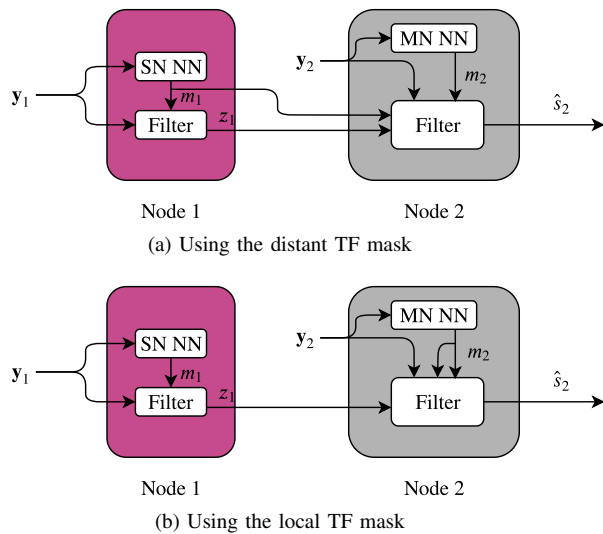 MN NN
y₂
SN NN
m₂
y₁
m₁
Filter
z₁
Filter
ŝ₂
Node 1
Node 2
(a) Using the distant TF mask
MN NN
y₂
SN NN
m₂
y₁
m₁
Filter
z₁
Filter
ŝ₂
Node 1
Node 2
(b) Using the local TF mask